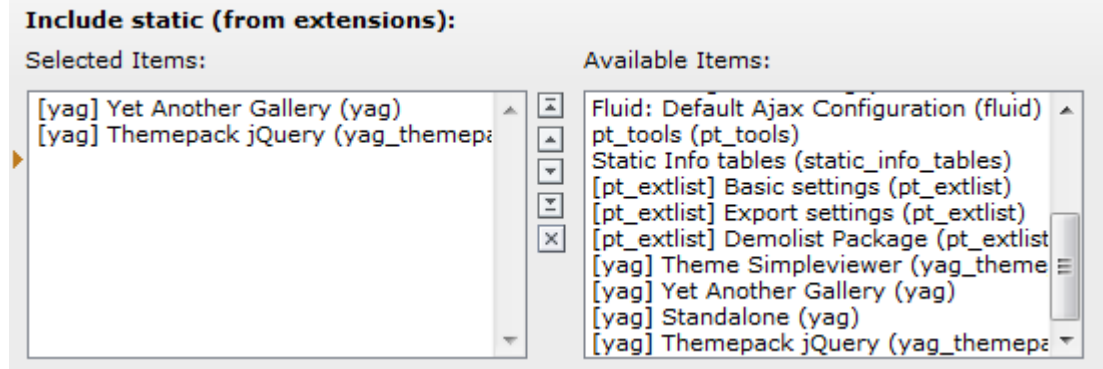 Include static (from extensions):
Selected Items:
Available Items:
[yag] Yet Another Gallery (yag)
[yag] Themepack jQuery (yag_themepa
Fluid: Default Ajax Configuration (fluid)
pt_tools (pt_tools)
Static Info tables (static_info_tables)
[pt_extlist] Basic settings (pt_extlist)
[pt_extlist] Export settings (pt_extlist)
[pt_extlist] Demolist Package (pt_extlist
[yag] Theme Simpleviewer (yag_theme
[yag] Yet Another Gallery (yag)
[yag] Standalone (yag)
[yag] Themepack jQuery (yag_themepa